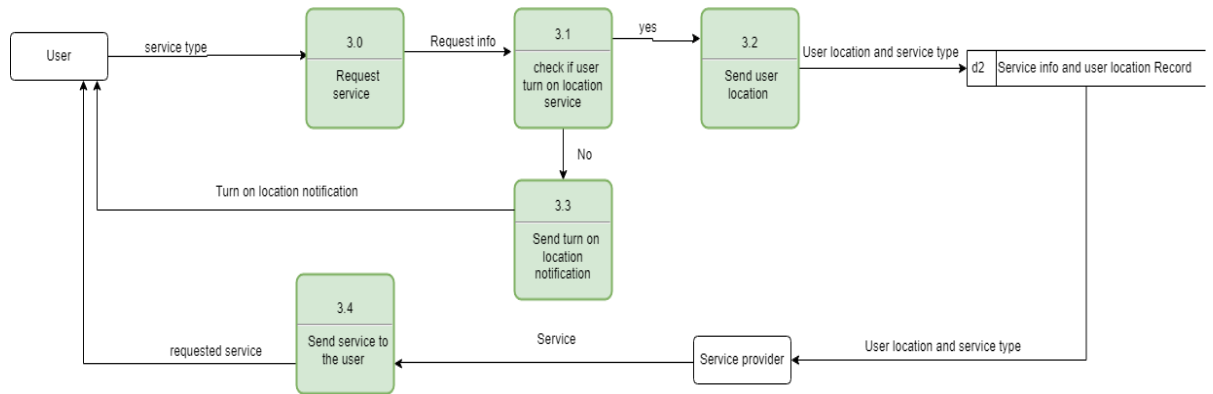 User
service type
3.0
Request
service
Request info
3.1
check if user
turn on location
service
yes
3.2
Send user
location
User location and service type
d2
Service info and user location Record
No
3.3
Send turn on
location
notification
Turn on location notification
3.4
Send service to
the user
requested service
Service
Service provider
User location and service type